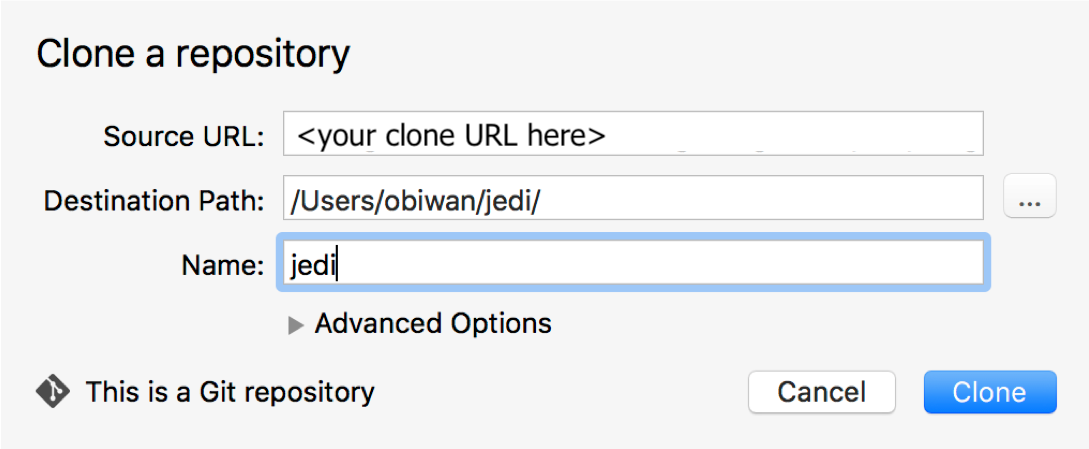 Clone a repository
Source URL: <your clone URL here>
Destination Path: /Users/obiwan/jedi/ ...
Name: jedi
Advanced Options
This is a Git repository Cancel Clone